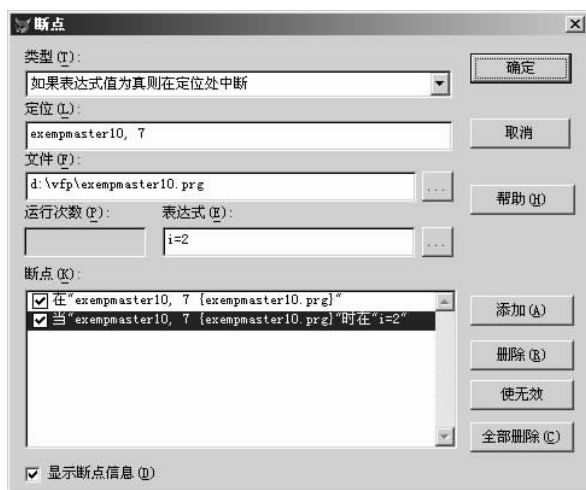 断点
类型(T):
如果表达式值为真则在定位处中断
确定
定位(L):
exempmaster10, 7
取消
文件(F):
d:\vfp\exempmaster10.prg
...
帮助(H)
运行次数(P): 表达式(E):
i=2
...
断点(K):
在"exempmaster10, 7 {exempmaster10.prg}"
当"exempmaster10, 7 {exempmaster10.prg}"时在"i=2"
添加(A)
删除(R)
使无效
全部删除(C)
显示断点信息(D)